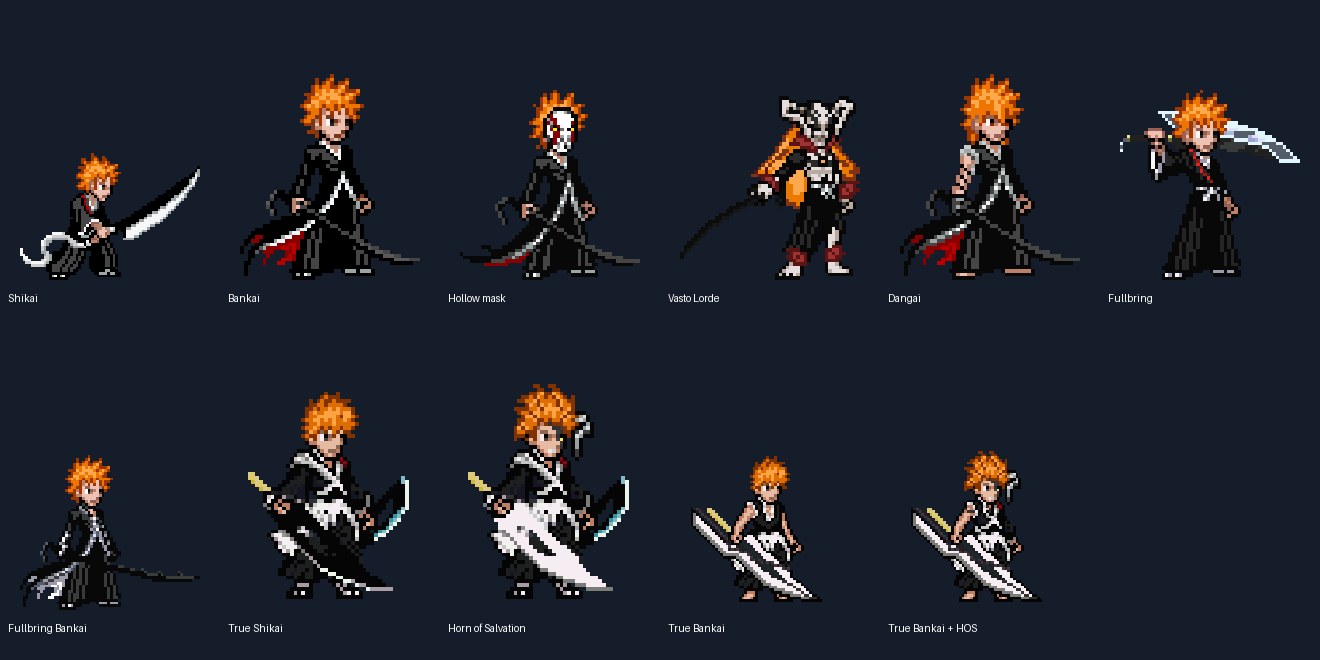 Shikai
Bankai
Hollow mask
Vasto Lorde
Dangai
Fullbring
Fullbring Bankai
True Shikai
Horn of Salvation
True Bankai
True Bankai + HOS